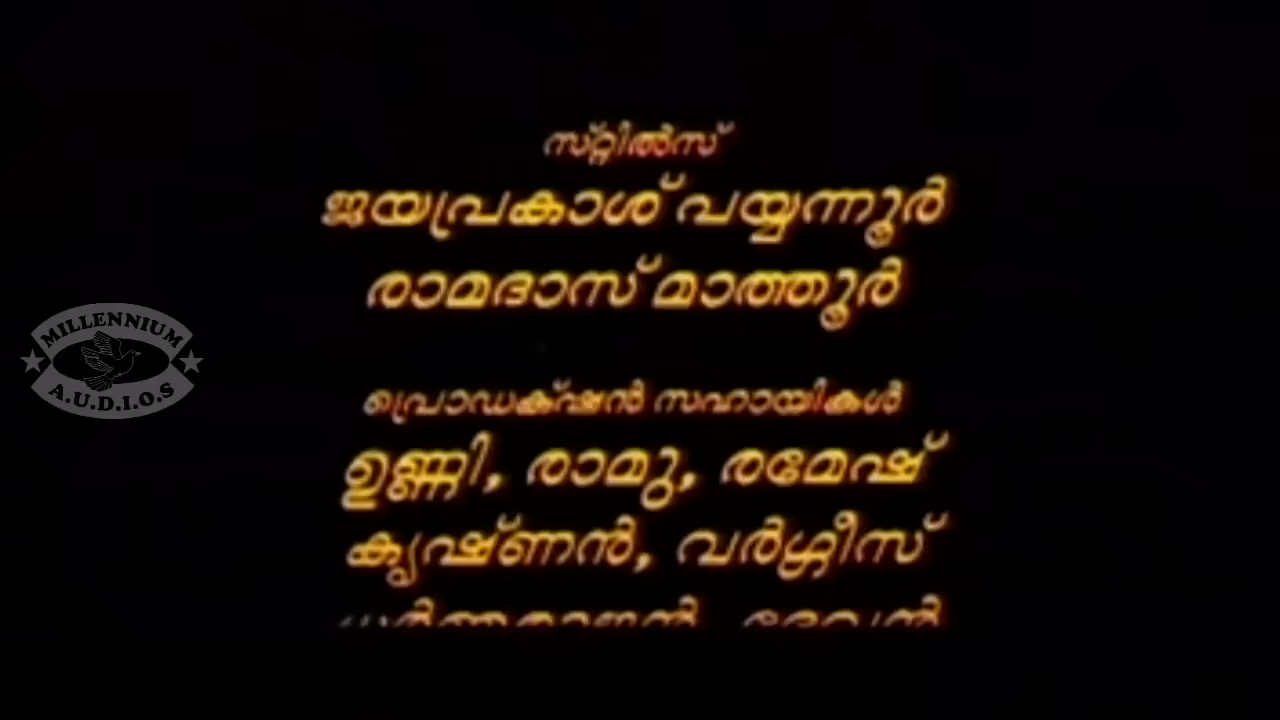 സ്റ്റിൽസ്
ജയപ്രകാശ് പയ്യന്നൂർ
രാമദാസ് മാത്തൂർ
MILLENNIUM
A.U.D.I.O.S
പ്രൊഡക്ഷൻ സഹായികൾ
ഉണ്ണി, രാമു, രമേഷ്
കൃഷ്ണൻ, വർഗ്ഗീസ്